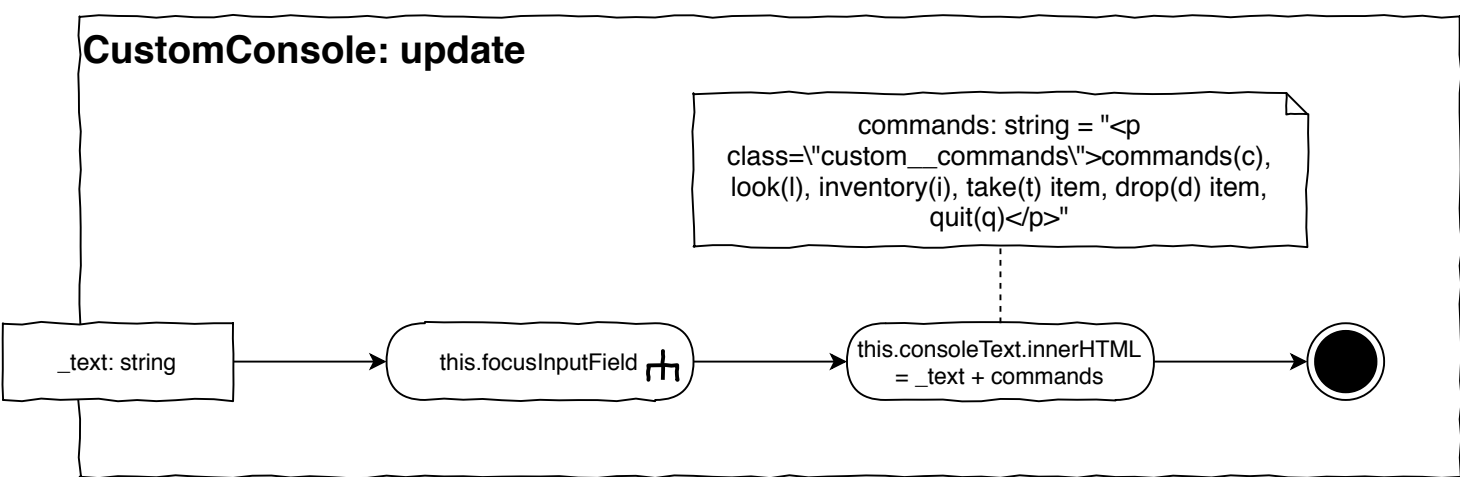 CustomConsole: update
commands: string = "<p
class=\"custom__commands\">commands(c),
look(l), inventory(i), take(t) item, drop(d) item,
quit(q)</p>"
_text: string
this.focusInputField
this.consoleText.innerHTML
= _text + commands